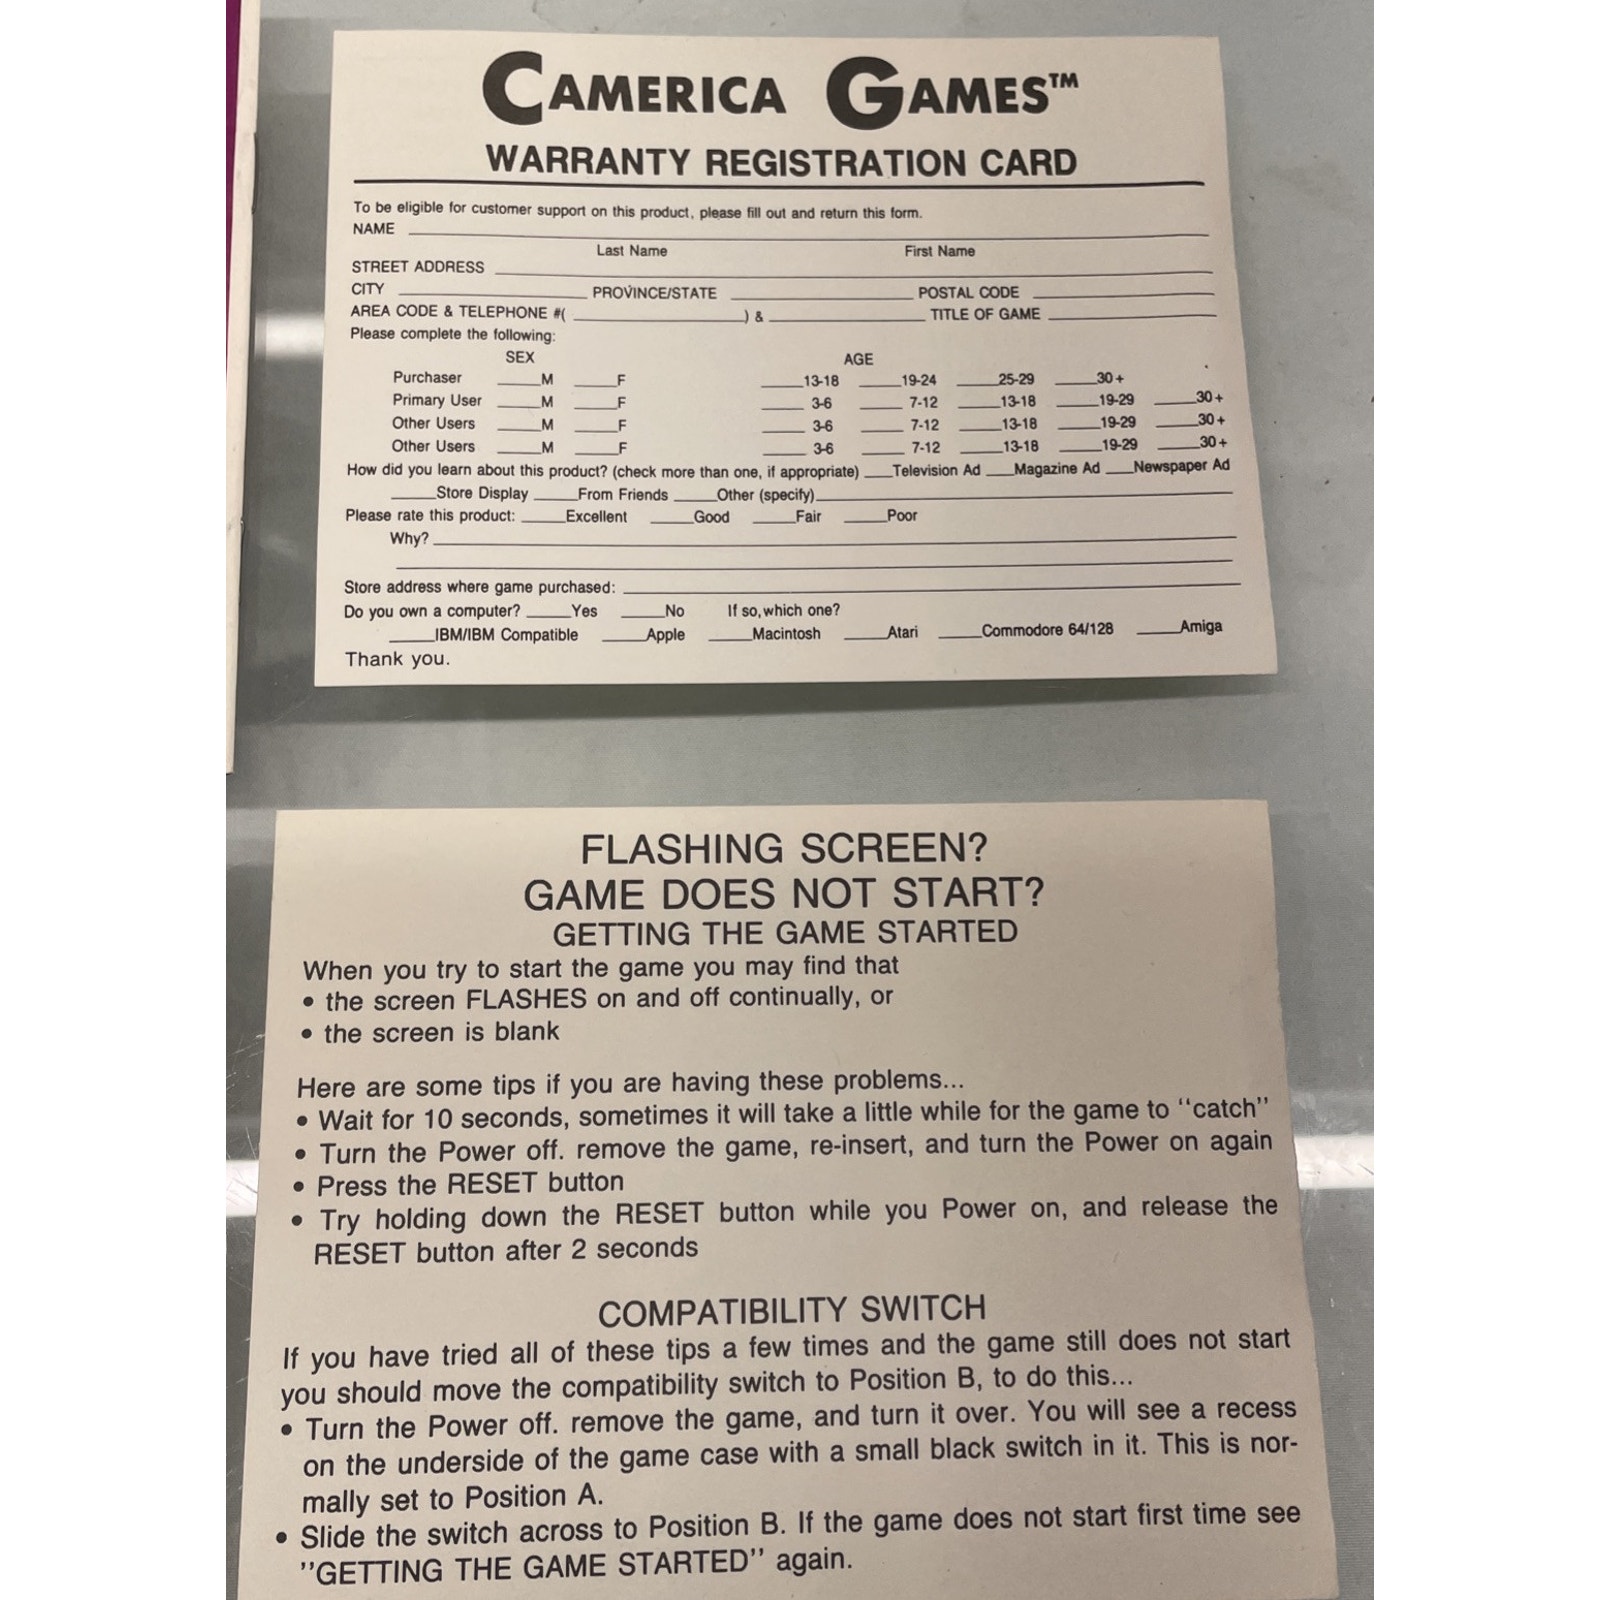 CAMERICA GAMES™
WARRANTY REGISTRATION CARD
To be eligible for customer support on this product, please fill out and return this form.
NAME
Last Name First Name
STREET ADDRESS
CITY PROVINCE/STATE POSTAL CODE
AREA CODE & TELEPHONE #( ) & TITLE OF GAME
Please complete the following:
SEX AGE
Purchaser M F 13-18 19-24 25-29 30+
Primary User M F 3-6 7-12 13-18 19-29 30+
Other Users M F 3-6 7-12 13-18 19-29 30+
Other Users M F 3-6 7-12 13-18 19-29 30+
How did you learn about this product? (check more than one, if appropriate) Television Ad Magazine Ad Newspaper Ad
Store Display From Friends Other (specify)
Please rate this product: Excellent Good Fair Poor
Why?
Store address where game purchased:
Do you own a computer? Yes No If so, which one?
IBM/IBM Compatible Apple Macintosh Atari Commodore 64/128 Amiga
Thank you.
FLASHING SCREEN?
GAME DOES NOT START?
GETTING THE GAME STARTED
When you try to start the game you may find that
• the screen FLASHES on and off continually, or
• the screen is blank
Here are some tips if you are having these problems...
• Wait for 10 seconds, sometimes it will take a little while for the game to "catch"
• Turn the Power off. remove the game, re-insert, and turn the Power on again
• Press the RESET button
• Try holding down the RESET button while you Power on, and release the
RESET button after 2 seconds
COMPATIBILITY SWITCH
If you have tried all of these tips a few times and the game still does not start
you should move the compatibility switch to Position B, to do this...
• Turn the Power off. remove the game, and turn it over. You will see a recess
on the underside of the game case with a small black switch in it. This is nor-
mally set to Position A.
• Slide the switch across to Position B. If the game does not start first time see
"GETTING THE GAME STARTED" again.